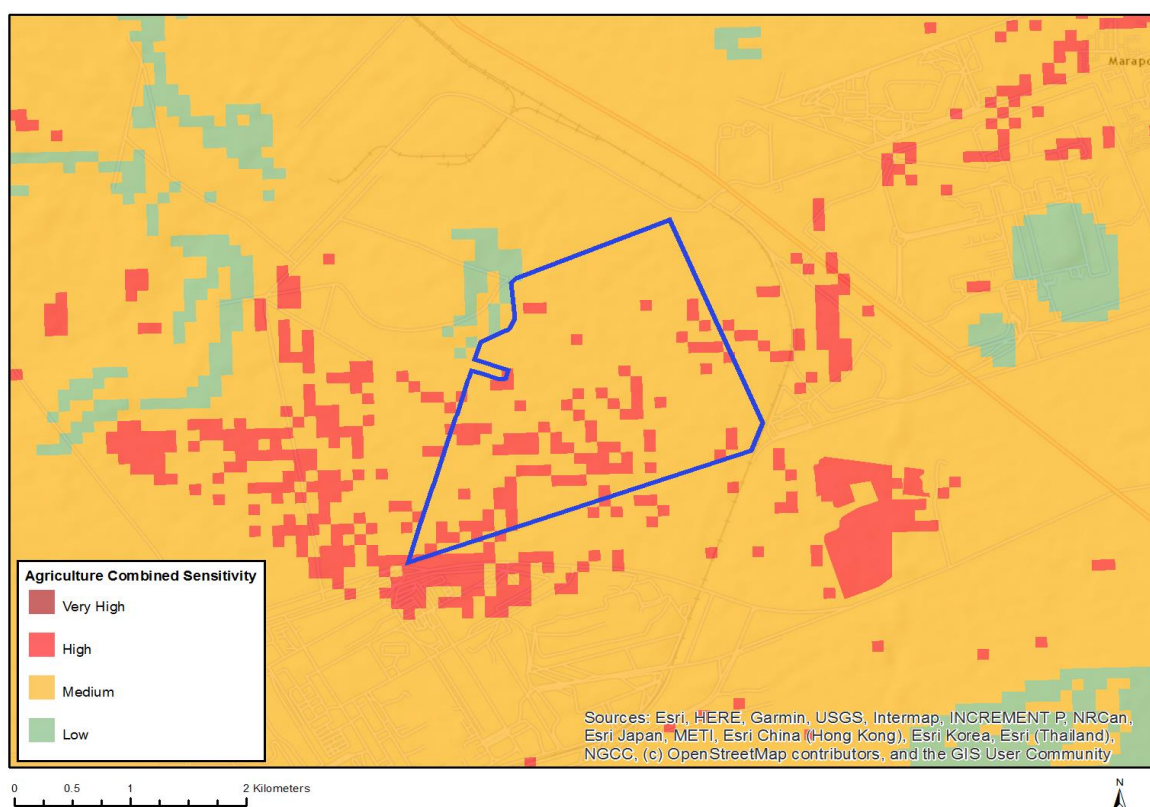 Marapo
Agriculture Combined Sensitivity
Very High
High
Medium
Low
Sources: Esri, HERE, Garmin, USGS, Intermap, INCREMENT P, NRCan,
Esri Japan, METI, Esri China (Hong Kong), Esri Korea, Esri (Thailand),
NGCC, (c) OpenStreetMap contributors, and the GIS User Community
0 0.5 1 2 Kilometers
N